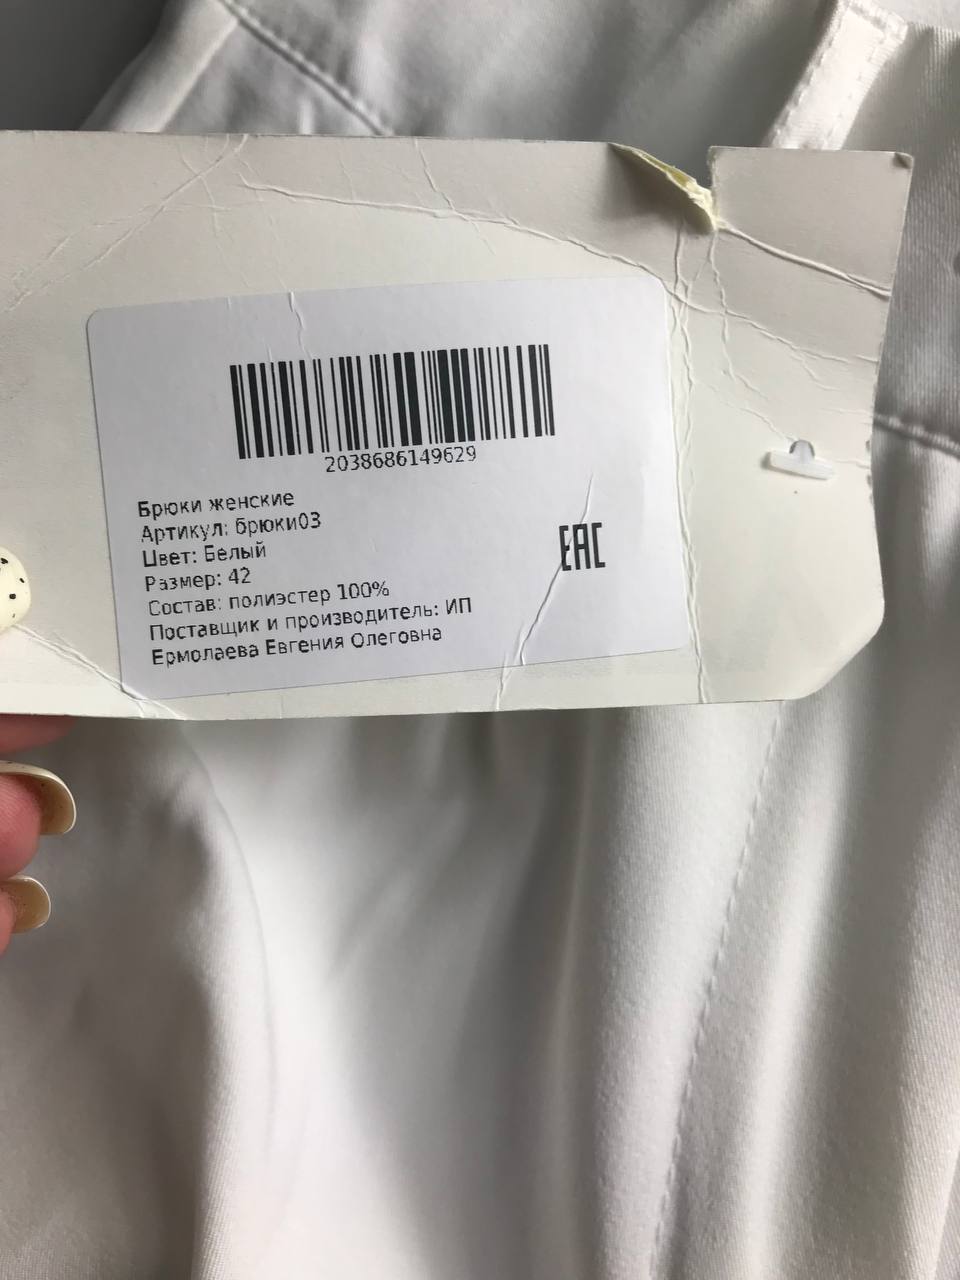 2038686149629
Брюки женские
Артикул: брюки03
Цвет: Белый
Размер: 42
Состав: полиэстер 100%
Поставщик и производитель: ИП
Ермолаева Евгения Олеговна
EAC